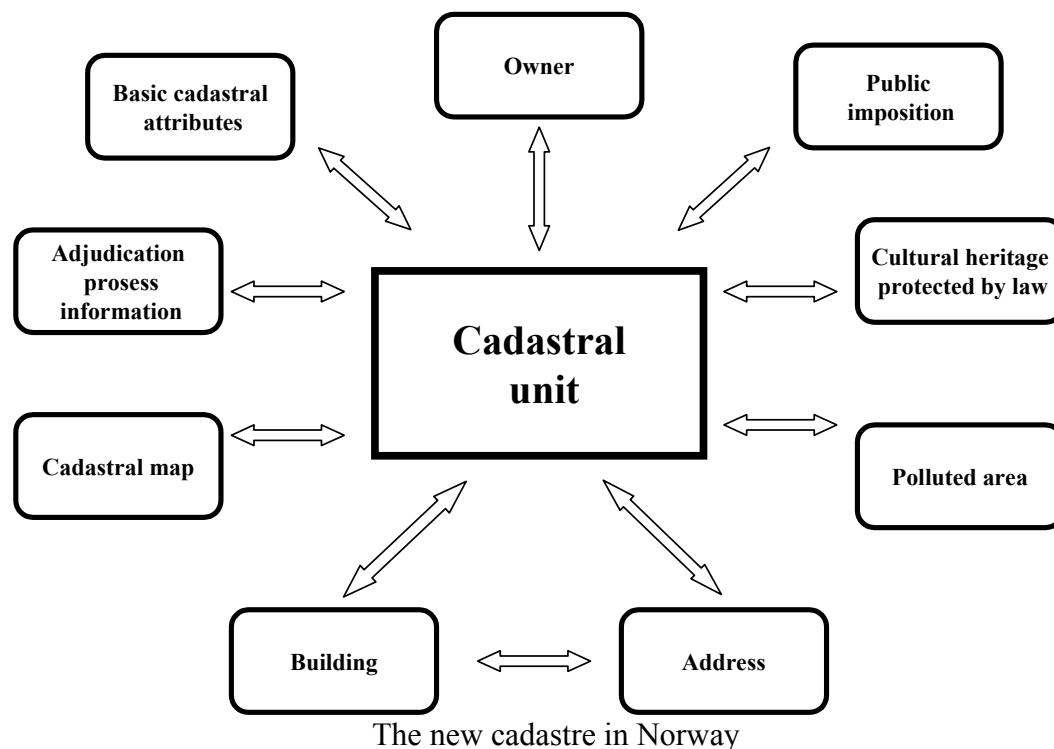 Owner
Basic cadastral
attributes
Public
imposition
Adjudication
prosess
information
Cultural heritage
protected by law
Cadastral
unit
Cadastral map
Polluted area
Building
Address
The new cadastre in Norway